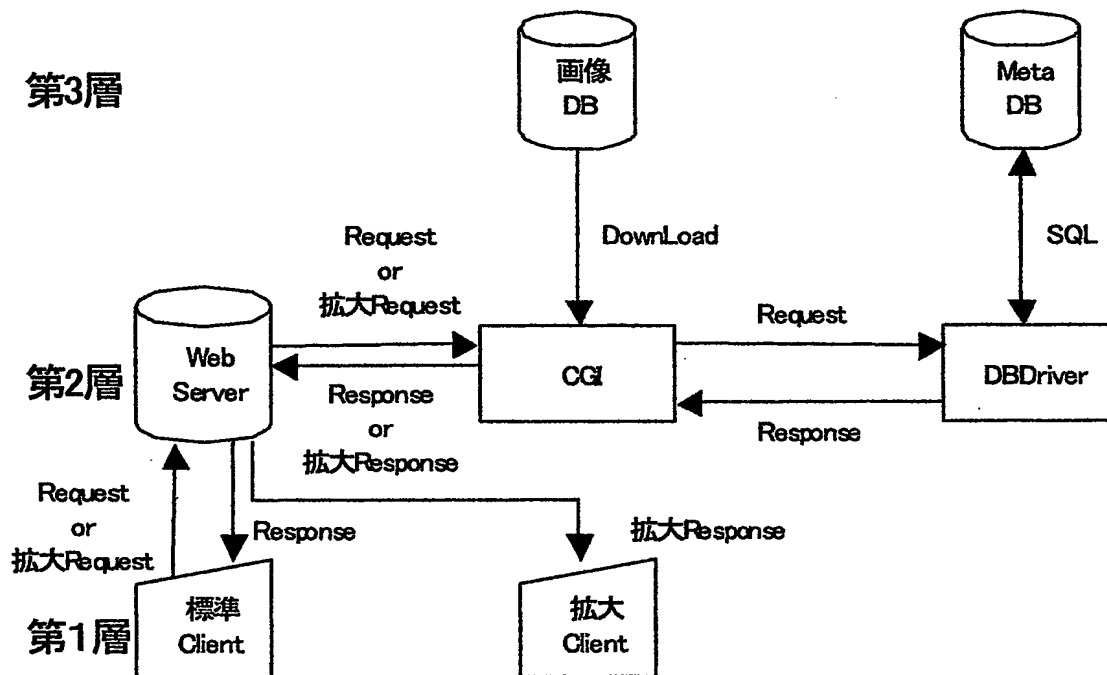 第3層
画像
DB
Meta
DB
DownLoad
SQL
Request
or
拡大Request
Request
第2層
Web
Server
CGI
DBDriver
Response
or
拡大Response
Response
Request
or
拡大Request
Response
拡大Response
第1層
標準
Client
拡大
Client